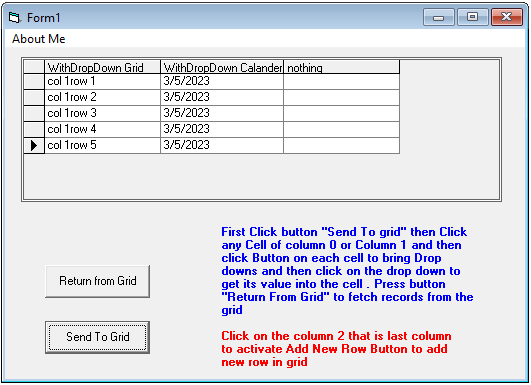 Form1
About Me
WithDropDown Grid WithDropDown Calander nothing
col 1row 1 3/5/2023
col 1row 2 3/5/2023
col 1row 3 3/5/2023
col 1row 4 3/5/2023
col 1row 5 3/5/2023
First Click button "Send To grid" then Click
any Cell of column 0 or Column 1 and then
click Button on each cell to bring Drop
downs and then click on the drop down to
get its value into the cell . Press button
"Return From Grid" to fetch records from the
grid
Return from Grid
Send To Grid
Click on the column 2 that is last column
to activate Add New Row Button to add
new row in grid